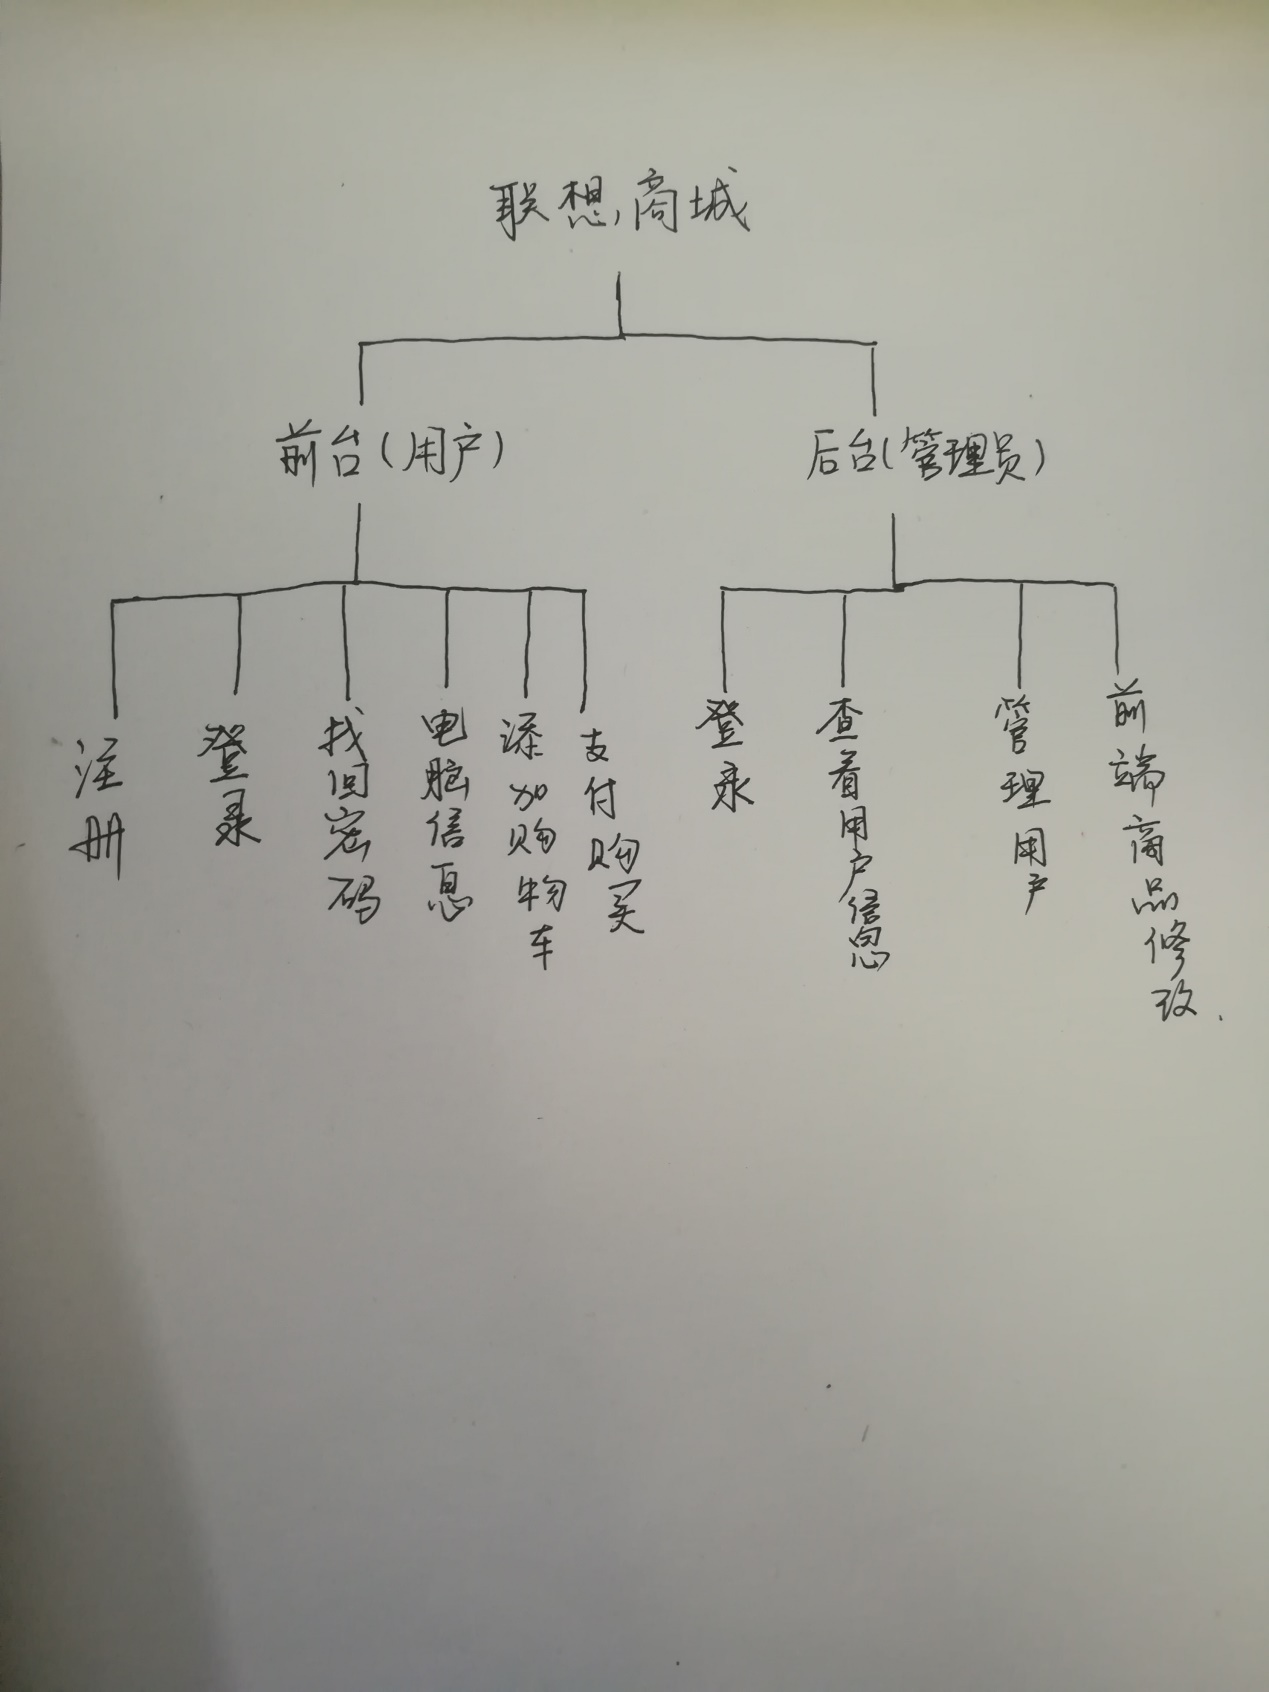 联想商城
前台(用户)
后台(管理员)
注册
登录
找回密码
电脑信息
添加购物车
支付购买
登录
查看用户信息
管理用户
前端商品修改.